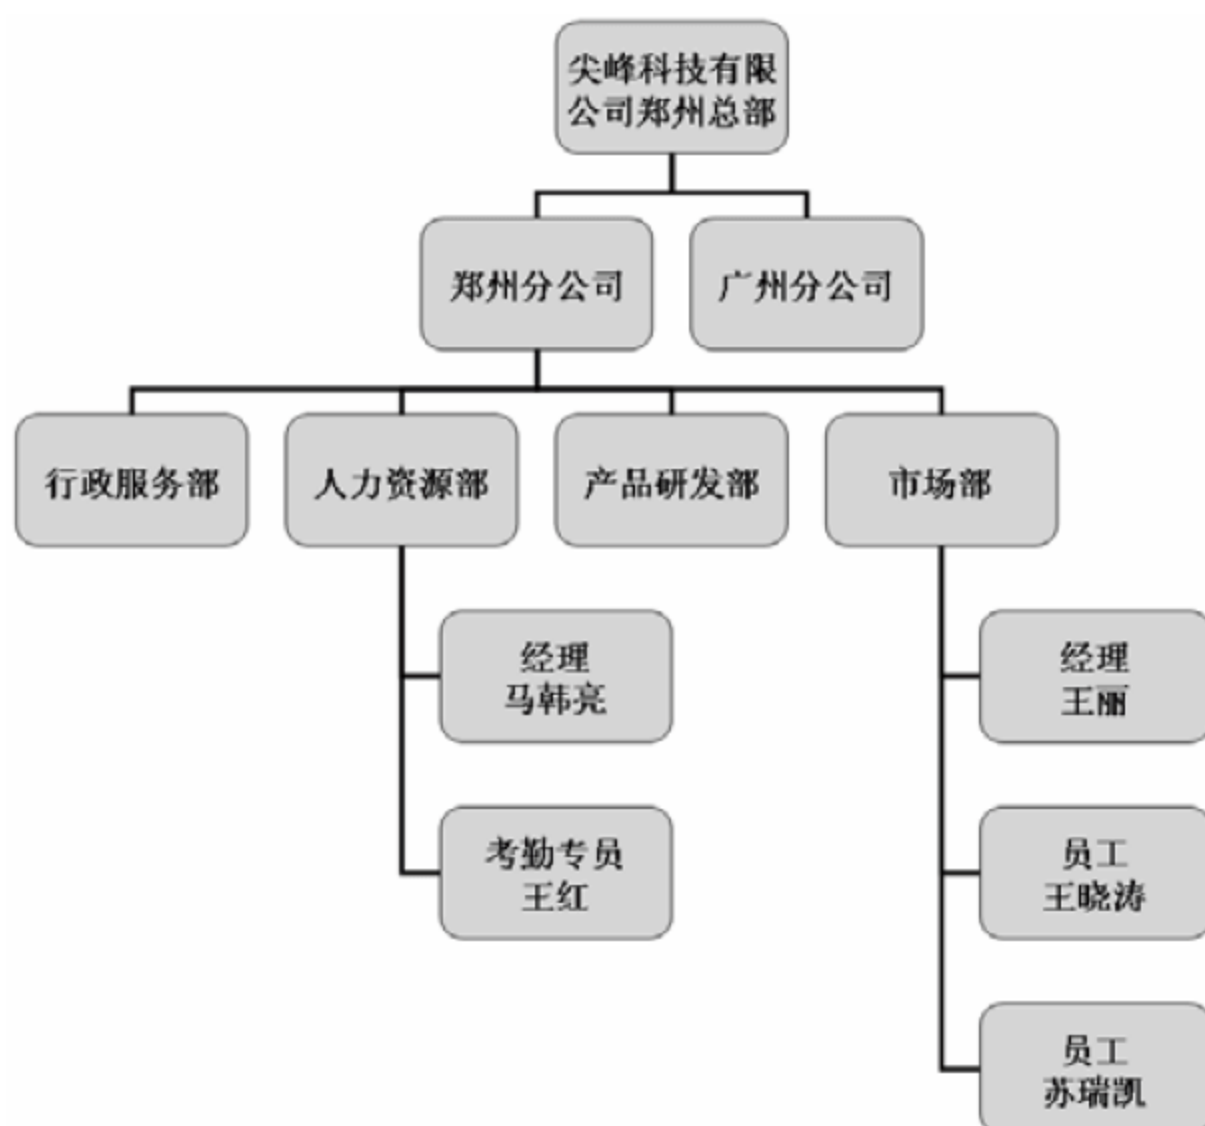 尖峰科技有限
公司郑州总部
郑州分公司
广州分公司
行政服务部
人力资源部
产品研发部
市场部
经理
马韩亮
经理
王丽
考勤专员
王红
员工
王晓涛
员工
苏瑞凯